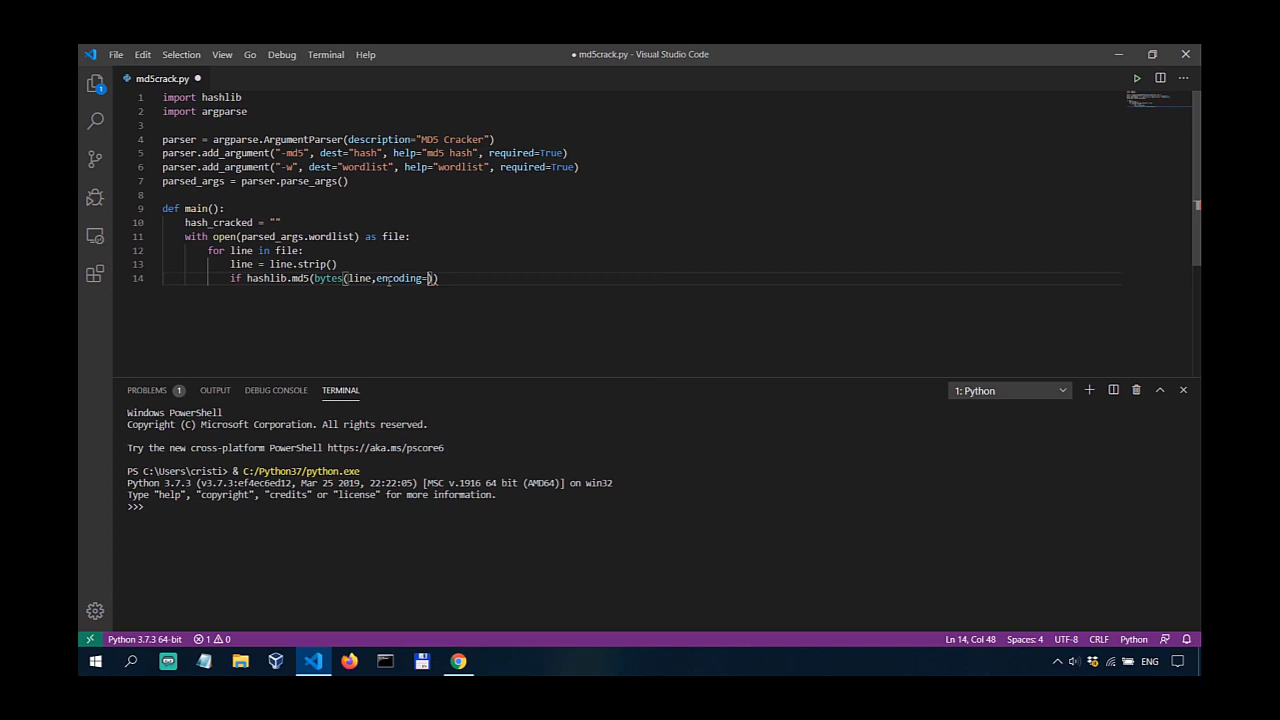 File Edit Selection View Go Debug Terminal Help ● md5crack.py - Visual Studio Code
md5crack.py ●
1 import hashlib
2 import argparse
3
4 parser = argparse.ArgumentParser(description="MD5 Cracker")
5 parser.add_argument("-md5", dest="hash", help="md5 hash", required=True)
6 parser.add_argument("-w", dest="wordlist", help="wordlist", required=True)
7 parsed_args = parser.parse_args()
8
9 def main():
10 hash_cracked = ""
11 with open(parsed_args.wordlist) as file:
12 for line in file:
13 line = line.strip()
14 if hashlib.md5(bytes(line,encoding=))
PROBLEMS 1 OUTPUT DEBUG CONSOLE TERMINAL 1: Python
Windows PowerShell
Copyright (C) Microsoft Corporation. All rights reserved.
Try the new cross-platform PowerShell https://aka.ms/pscore6
PS C:\Users\cristi> & C:/Python37/python.exe
Python 3.7.3 (v3.7.3:ef4ec6ed12, Mar 25 2019, 22:22:05) [MSC v.1916 64 bit (AMD64)] on win32
Type "help", "copyright", "credits" or "license" for more information.
>>>
Python 3.7.3 64-bit 1 0 Ln 14, Col 48 Spaces: 4 UTF-8 CRLF Python
ENG